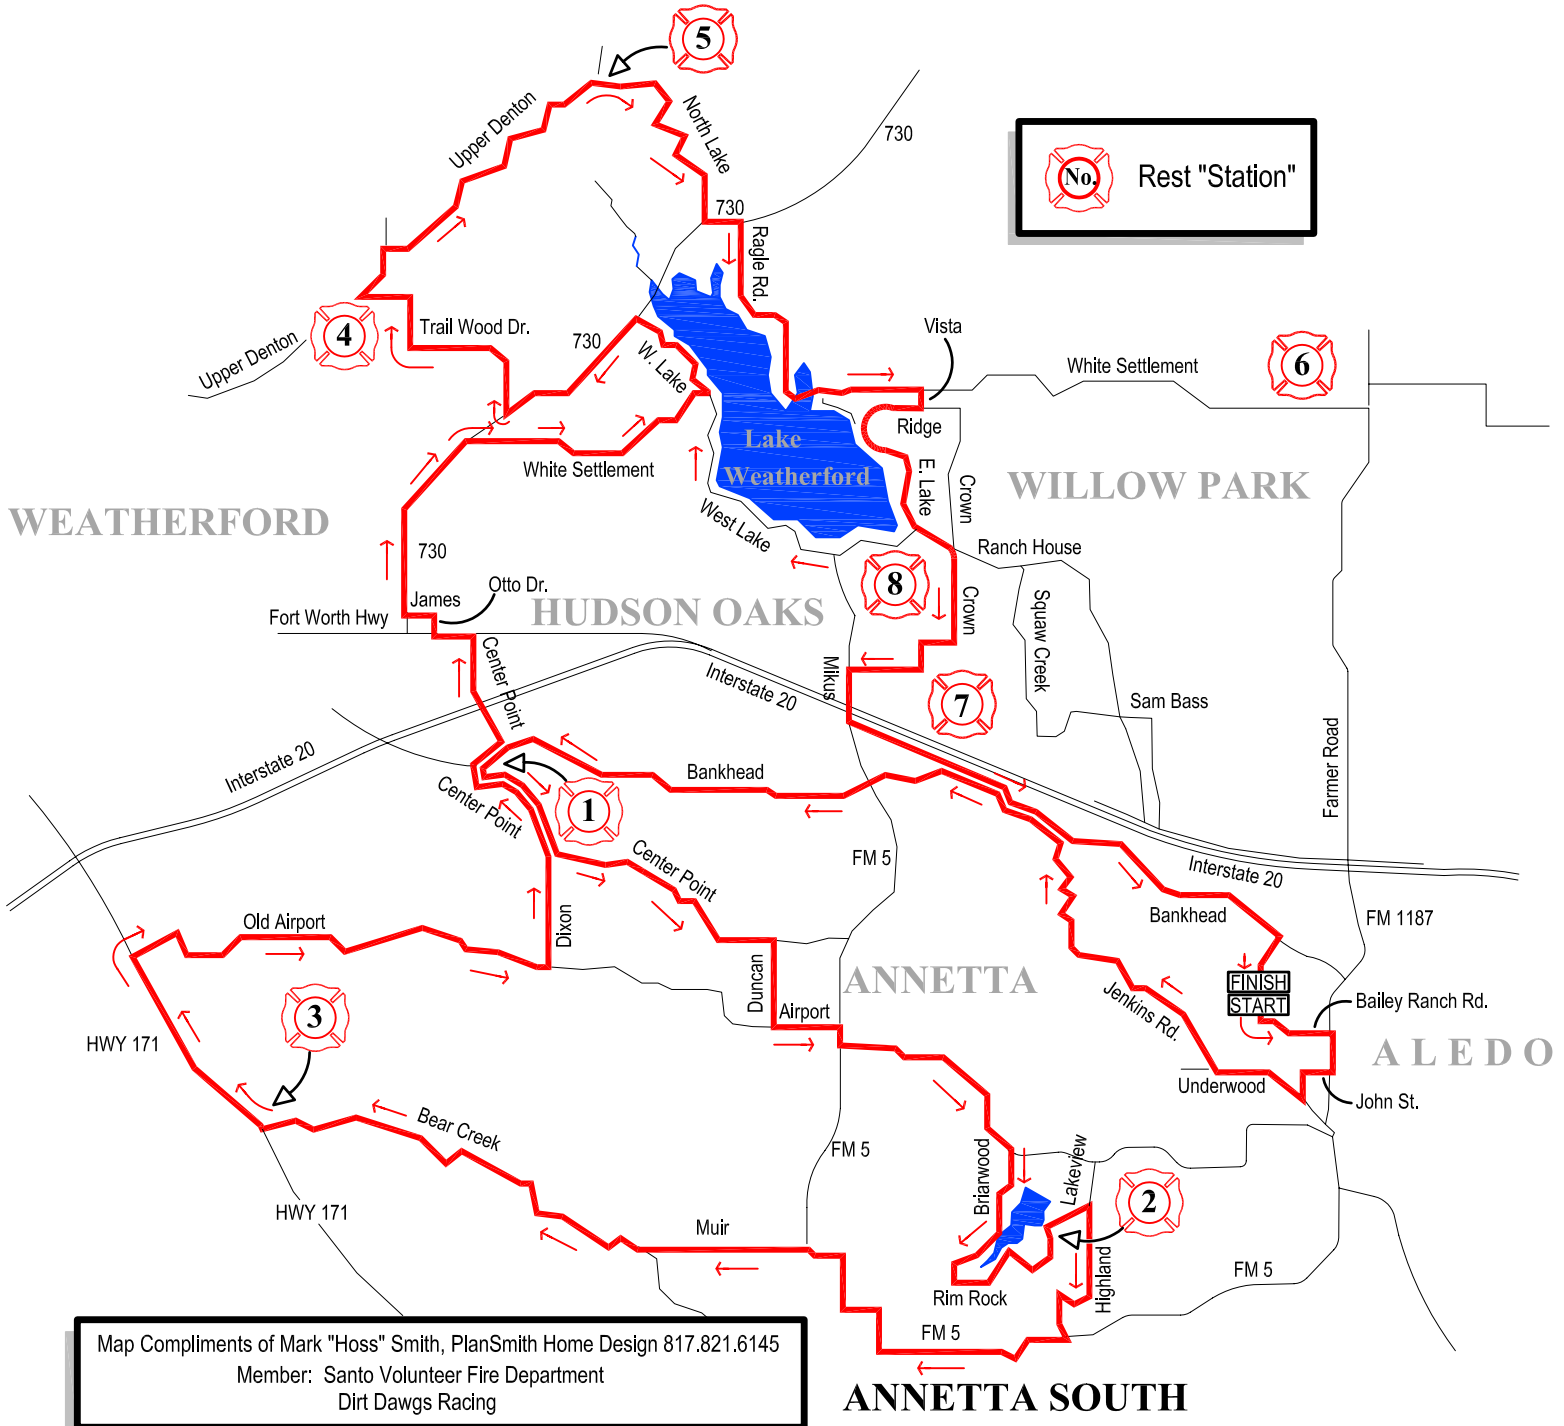 5
Upper Denton
North Lake
730
730
No.
Rest "Station"
Ragle Rd.
Upper Denton
4
Trail Wood Dr.
730
W. Lake
Vista
White Settlement
6
Ridge
Lake
Weatherford
White Settlement
E. Lake
Crown
WILLOW PARK
WEATHERFORD
West Lake
730
Ranch House
Otto Dr.
James
8
Fort Worth Hwy
HUDSON OAKS
Crown
Squaw Creek
Center Point
Mikus
Interstate 20
7
Sam Bass
Interstate 20
Farmer Road
Bankhead
Center Point
1
Center Point
FM 5
Interstate 20
Bankhead
Old Airport
Dixon
FM 1187
Duncan
ANNETTA
FINISH
START
Bailey Ranch Rd.
Jenkins Rd.
Airport
3
HWY 171
ALEDO
Underwood
John St.
Bear Creek
FM 5
Briarwood
Lakeview
2
HWY 171
Muir
Highland
FM 5
Rim Rock
FM 5
Map Compliments of Mark "Hoss" Smith, PlanSmith Home Design 817.821.6145
Member: Santo Volunteer Fire Department
Dirt Dawgs Racing
ANNETTA SOUTH